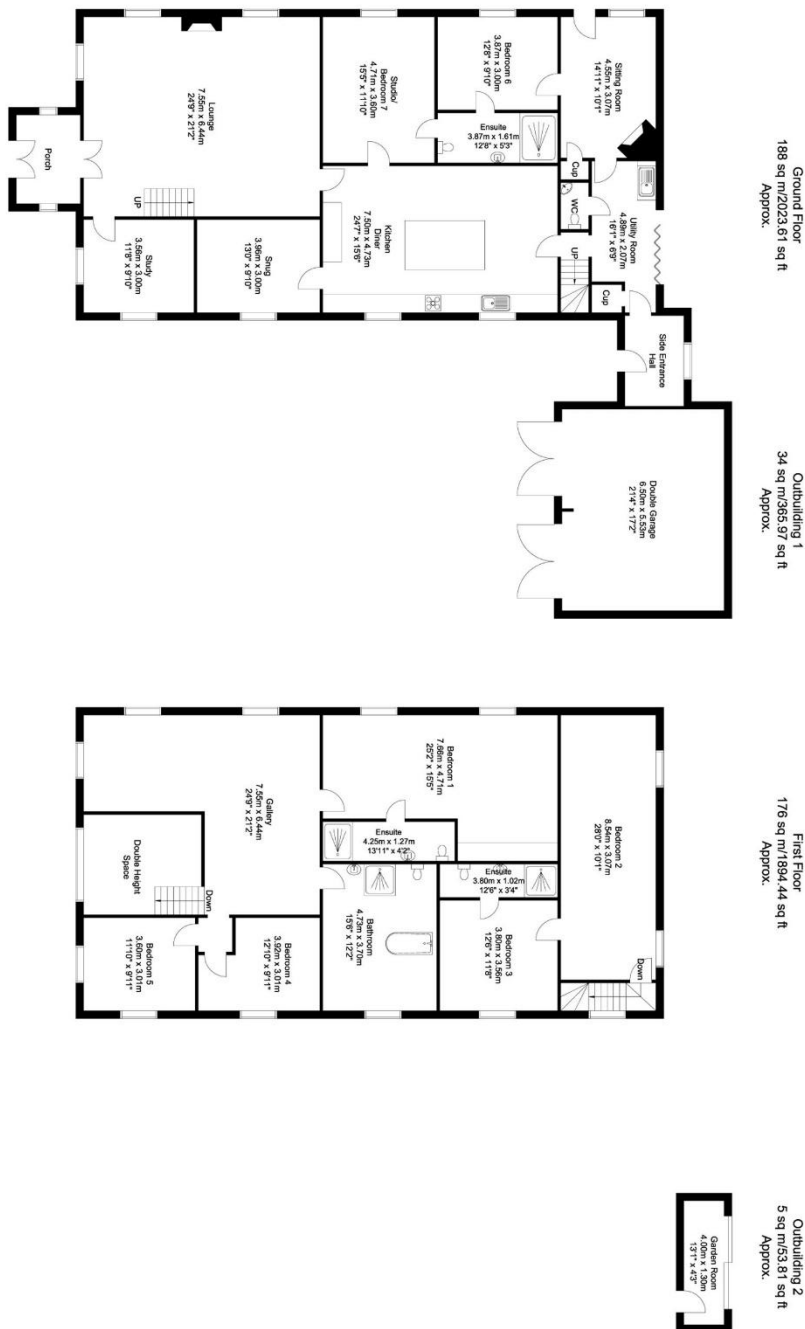 Ground Floor
188 sq m/2023.61 sq ft
Approx.
Outbuilding 1
34 sq m/365.97 sq ft
Approx.
First Floor
176 sq m/1894.44 sq ft
Approx.
Outbuilding 2
5 sq m/53.81 sq ft
Approx.
Sitting Room
4.55m x 3.07m
14'11" x 10'1"
Utility Room
4.89m x 2.07m
16'1" x 6'9"
Cup
WC
UP
Cup
Side Entrance
Hall
Bedroom 6
3.87m x 3.00m
12'8" x 9'10"
Ensuite
3.87m x 1.61m
12'8" x 5'3"
Studio/
Bedroom 7
4.71m x 3.60m
15'5" x 11'10"
Kitchen
Diner
7.50m x 4.73m
24'7" x 15'6"
Lounge
7.55m x 6.44m
24'9" x 21'2"
UP
Snug
3.96m x 3.00m
13'0" x 9'10"
Study
3.56m x 3.00m
11'8" x 9'10"
Porch
Double Garage
6.50m x 5.53m
21'4" x 17'2"
Bedroom 2
8.54m x 3.07m
28'0" x 10'1"
Down
Bedroom 1
7.66m x 4.71m
25'2" x 15'5"
Ensuite
4.25m x 1.27m
13'11" x 4'2"
Ensuite
3.80m x 1.02m
12'6" x 3'4"
Bedroom 3
3.80m x 3.56m
12'6" x 11'8"
Bathroom
4.73m x 3.70m
15'6" x 12'2"
Gallery
7.55m x 6.44m
24'9" x 21'2"
Double Height
Space
Down
Bedroom 4
3.92m x 3.01m
12'10" x 9'11"
Bedroom 5
3.60m x 3.01m
11'10" x 9'11"
Garden Room
4.00m x 1.30m
13'1" x 4'3"